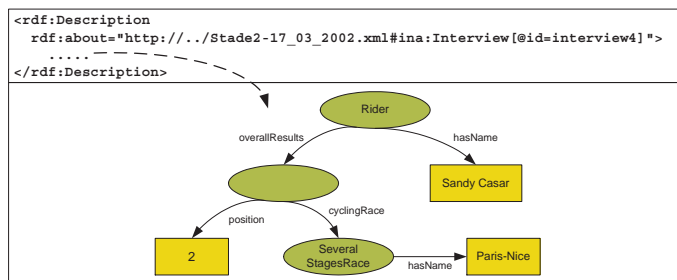 <rdf:Description
rdf:about="http://../Stade2-17_03_2002.xml#ina:Interview[@id=interview4]">
.....
</rdf:Description>
Rider
overallResults
hasName
Sandy Casar
position
cyclingRace
2
Several
StagesRace
hasName
Paris-Nice